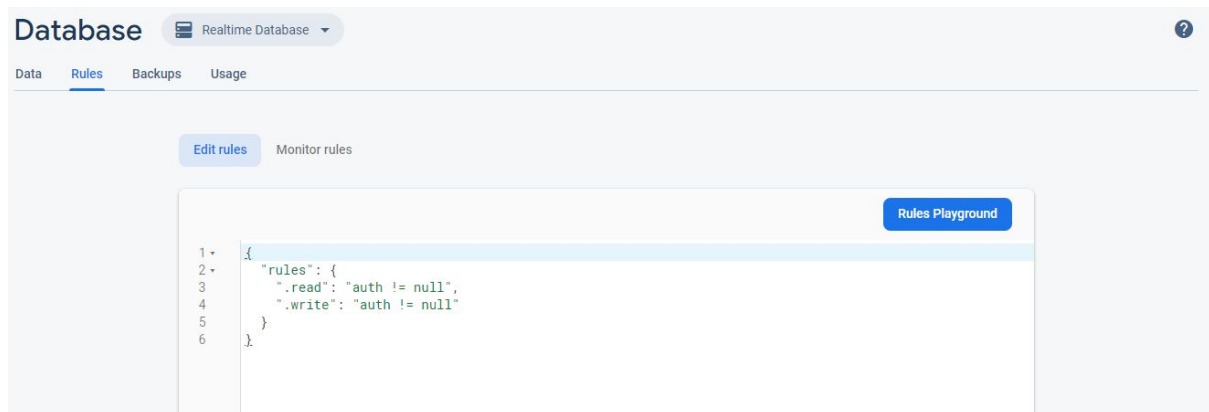 Database Realtime Database
Data Rules Backups Usage
Edit rules Monitor rules
Rules Playground
1 {
2 "rules": {
3 ".read": "auth != null",
4 ".write": "auth != null"
5 }
6 }